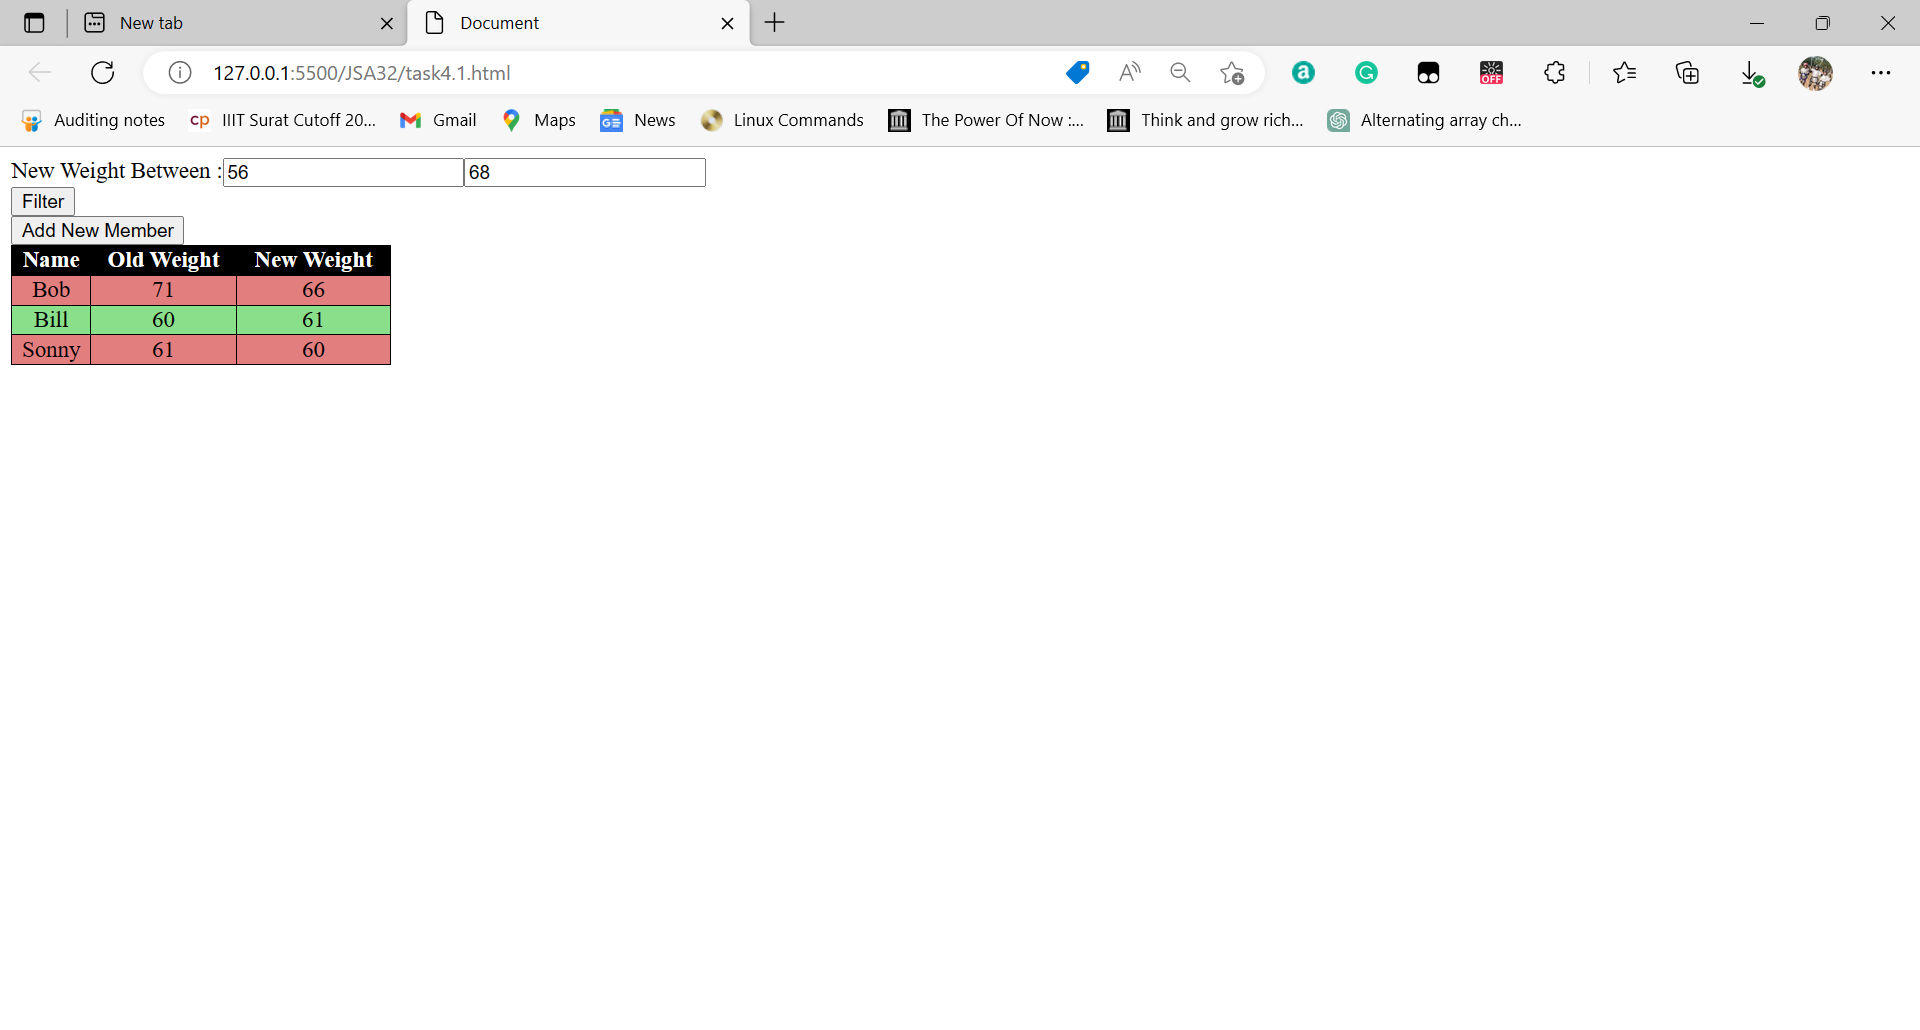 New tab Document
127.0.0.1:5500/JSA32/task4.1.html A a G OFF
Auditing notes cp IIIT Surat Cutoff 20... Gmail Maps GE News Linux Commands The Power Of Now :... Think and grow rich... Alternating array ch...
New Weight Between : 56 68
Filter
Add New Member
Name Old Weight New Weight
Bob 71 66
Bill 60 61
Sonny 61 60